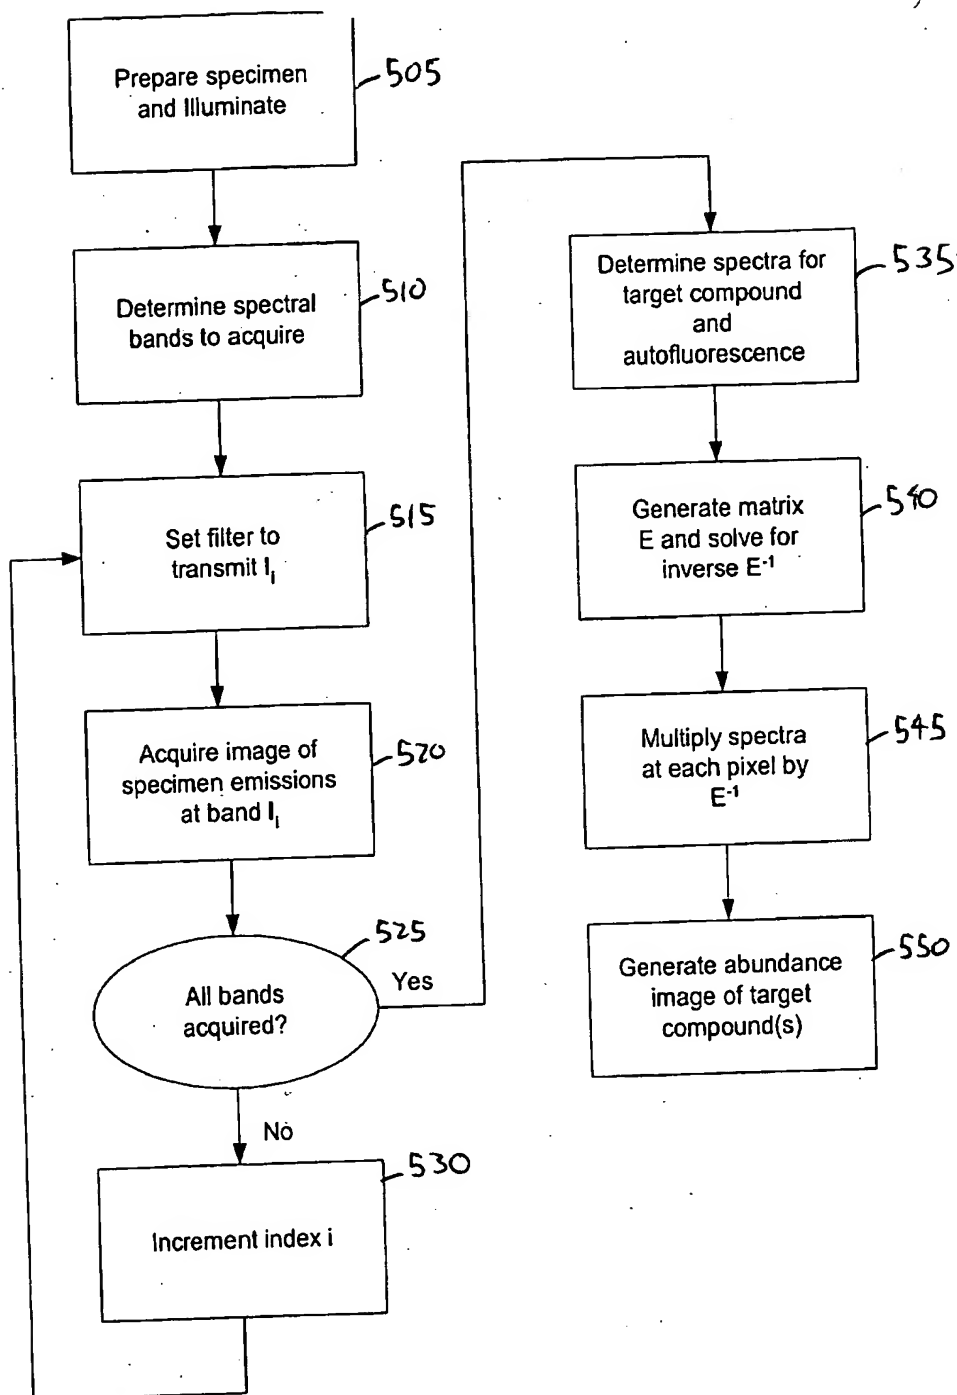 Prepare specimen
and Illuminate
505
Determine spectral
bands to acquire
510
Set filter to
transmit I_i
515
Acquire image of
specimen emissions
at band I_i
520
All bands
acquired?
525
Yes
No
Increment index i
530
Determine spectra for
target compound
and
autofluorescence
535
Generate matrix
E and solve for
inverse E⁻¹
540
Multiply spectra
at each pixel by
E⁻¹
545
Generate abundance
image of target
compound(s)
550